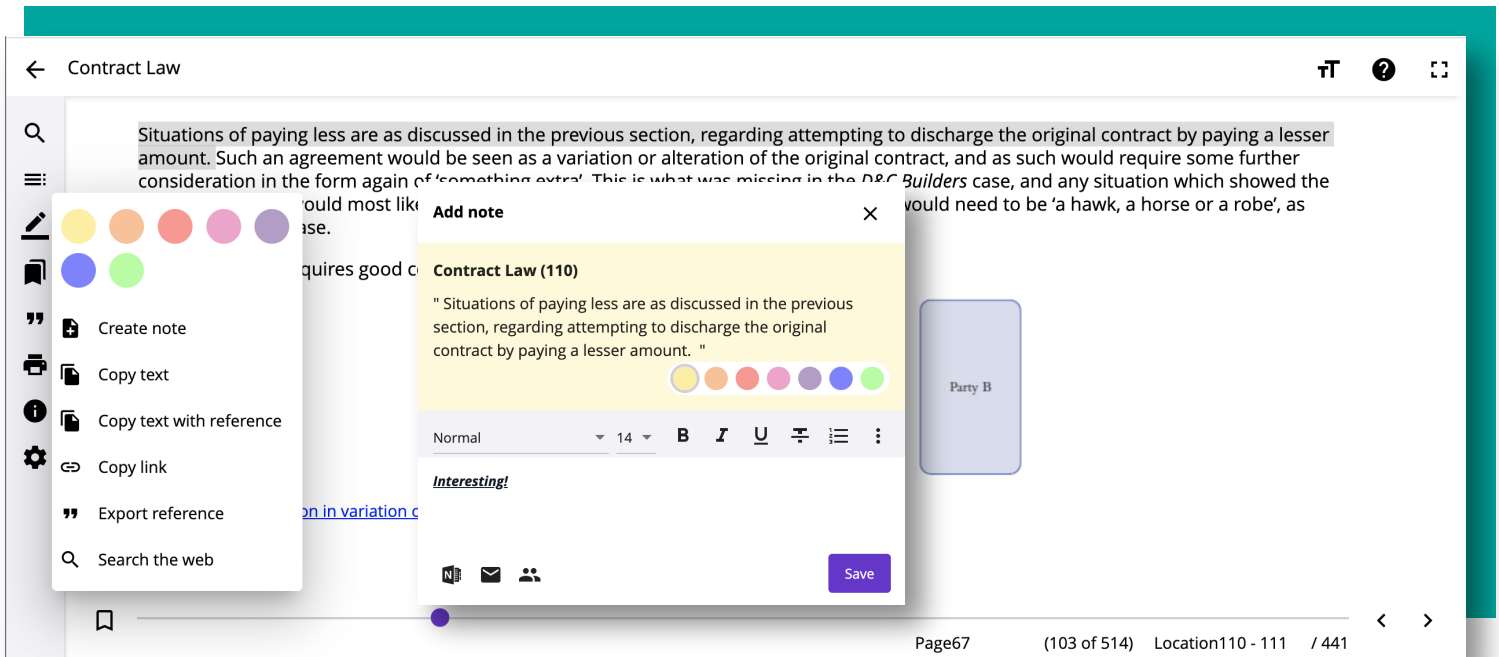 Contract Law
Situations of paying less are as discussed in the previous section, regarding attempting to discharge the original contract by paying a lesser
amount. Such an agreement would be seen as a variation or alteration of the original contract, and as such would require some further
consideration in the form again of ‘something extra’. This is what was missing in the D&C Builders case, and any situation which showed the
would need to be ‘a hawk, a horse or a robe’, as
on in variation
Create note
Copy text
Copy text with reference
Copy link
Export reference
Search the web
Add note
Contract Law (110)
" Situations of paying less are as discussed in the previous
section, regarding attempting to discharge the original
contract by paying a lesser amount. "
Normal 14 B I U
Interesting!
N
Save
Party B
Page67 (103 of 514) Location110 - 111 / 441